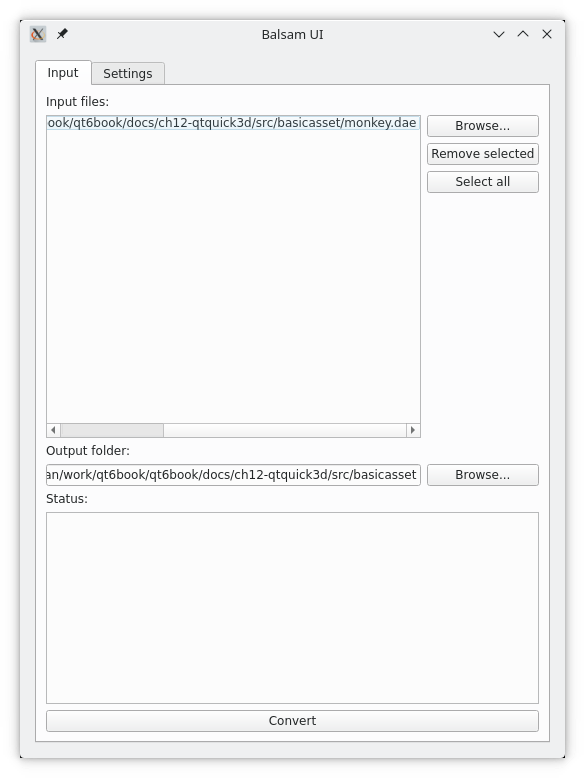 Balsam UI
Input
Settings
Input files:
ook/qt6book/docs/ch12-qtquick3d/src/basicasset/monkey.dae
Browse...
Remove selected
Select all
Output folder:
an/work/qt6book/qt6book/docs/ch12-qtquick3d/src/basicasset
Browse...
Status:
Convert